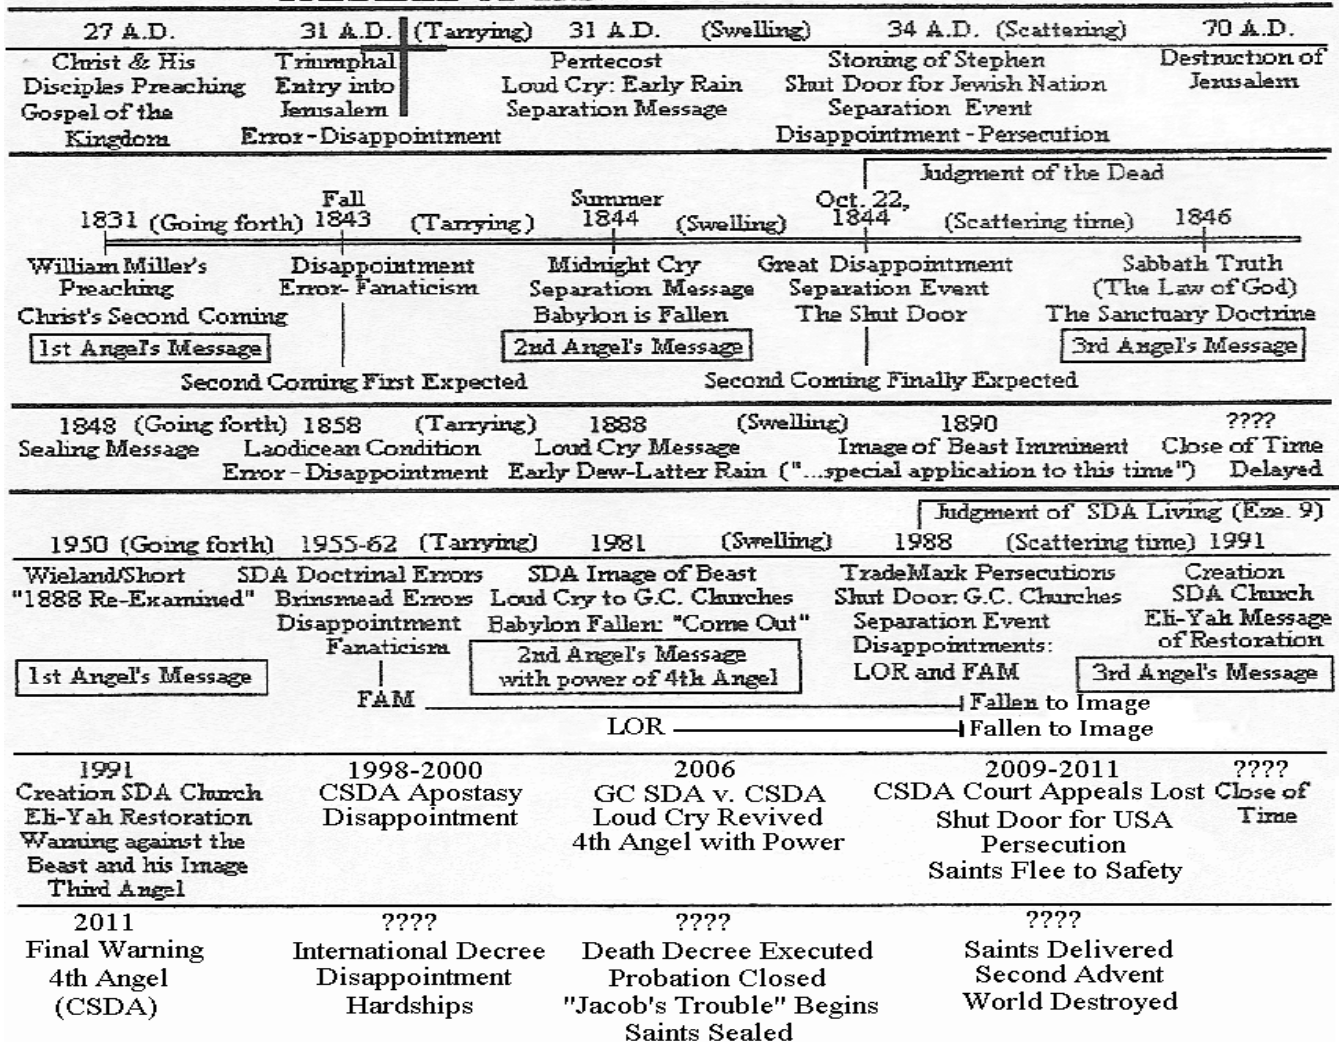 27 A.D. 31 A.D. (Tarrying) 31 A.D. (Swelling) 34 A.D. (Scattering) 70 A.D.
Christ & His Triumphal Pentecost Stoning of Stephen Destruction of
Disciples Preaching Entry into Loud Cry: Early Rain Shut Door for Jewish Nation Jerusalem
Gospel of the Jerusalem Separation Message Separation Event
Kingdom Error-Disappointment Disappointment-Persecution
Judgment of the Dead
Fall Summer Oct. 22,
1831 (Going forth) 1843 (Tarrying) 1844 (Swelling) 1844 (Scattering time) 1846
William Miller's Disappointment Midnight Cry Great Disappointment Sabbath Truth
Preaching Error-Fanaticism Separation Message Separation Event (The Law of God)
Christ's Second Coming Babylon is Fallen The Shut Door The Sanctuary Doctrine
1st Angel's Message 2nd Angel's Message 3rd Angel's Message
Second Coming First Expected Second Coming Finally Expected
1848 (Going forth) 1858 (Tarrying) 1888 (Swelling) 1890 ????
Sealing Message Laodicean Condition Loud Cry Message Image of Beast Imminent Close of Time
Error-Disappointment Early Dew-Latter Rain ("...special application to this time") Delayed
Judgment of SDA Living (Eze. 9)
1950 (Going forth) 1955-62 (Tarrying) 1981 (Swelling) 1988 (Scattering time) 1991
Wieland/Short SDA Doctrinal Errors SDA Image of Beast TradeMark Persecutions Creation
"1888 Re-Examined" Brinsmead Errors Loud Cry to G.C. Churches Shut Door: G.C. Churches SDA Church
Disappointment Babylon Fallen: "Come Out" Separation Event Eli-Yah Message
Fanaticism 2nd Angel's Message Disappointments: of Restoration
1st Angel's Message with power of 4th Angel LOR and FAM 3rd Angel's Message
FAM Fallen to Image
LOR Fallen to Image
1991 1998-2000 2006 2009-2011 ????
Creation SDA Church CSDA Apostasy GC SDA v. CSDA CSDA Court Appeals Lost Close of
Eli-Yah Restoration Disappointment Loud Cry Revived Shut Door for USA Time
Warning against the 4th Angel with Power Persecution
Beast and his Image Saints Flee to Safety
Third Angel
2011 ???? ???? ????
Final Warning International Decree Death Decree Executed Saints Delivered
4th Angel Disappointment Probation Closed Second Advent
(CSDA) Hardships "Jacob's Trouble" Begins World Destroyed
Saints Sealed